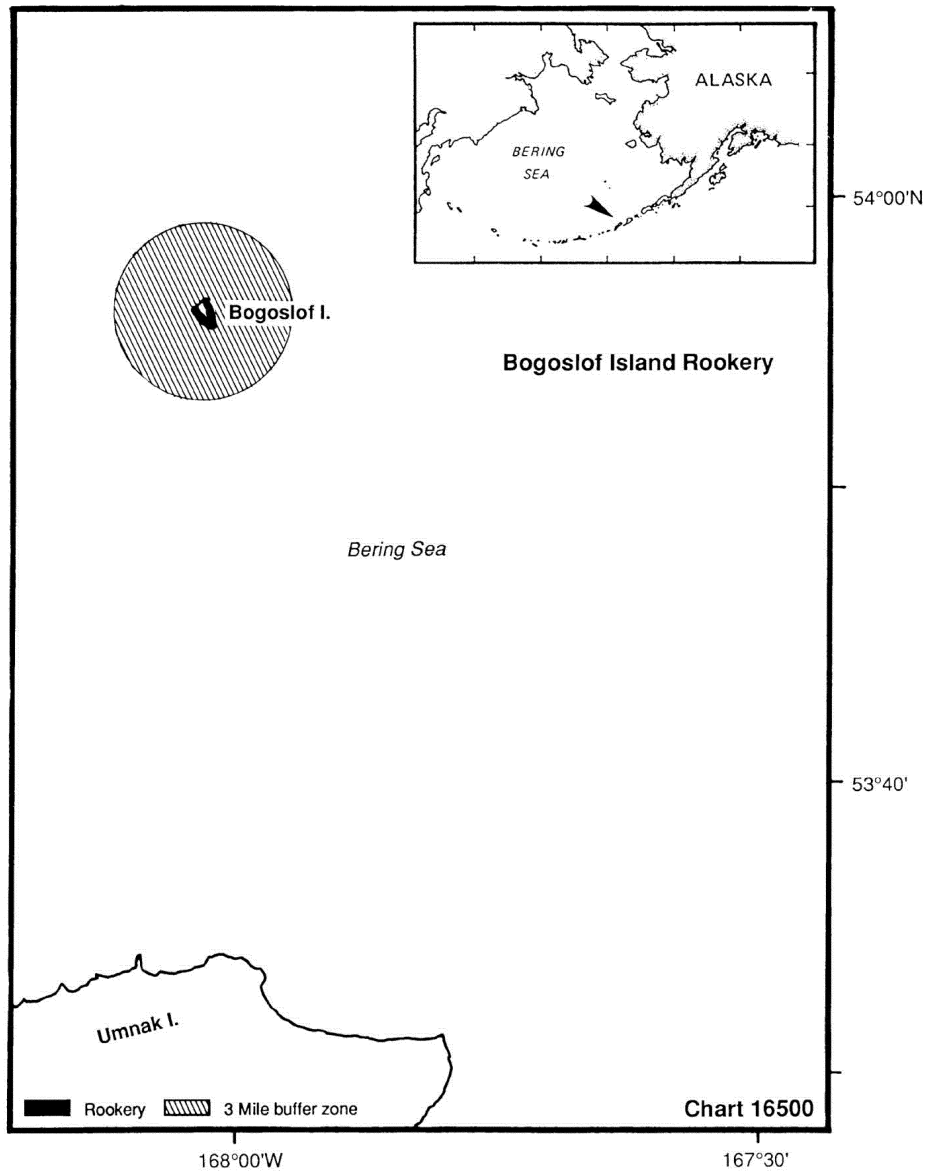 ALASKA
BERING
SEA
54°00'N
Bogoslof I.
Bogoslof Island Rookery
Bering Sea
53°40'
Umnak I.
Rookery
3 Mile buffer zone
Chart 16500
168°00'W
167°30'